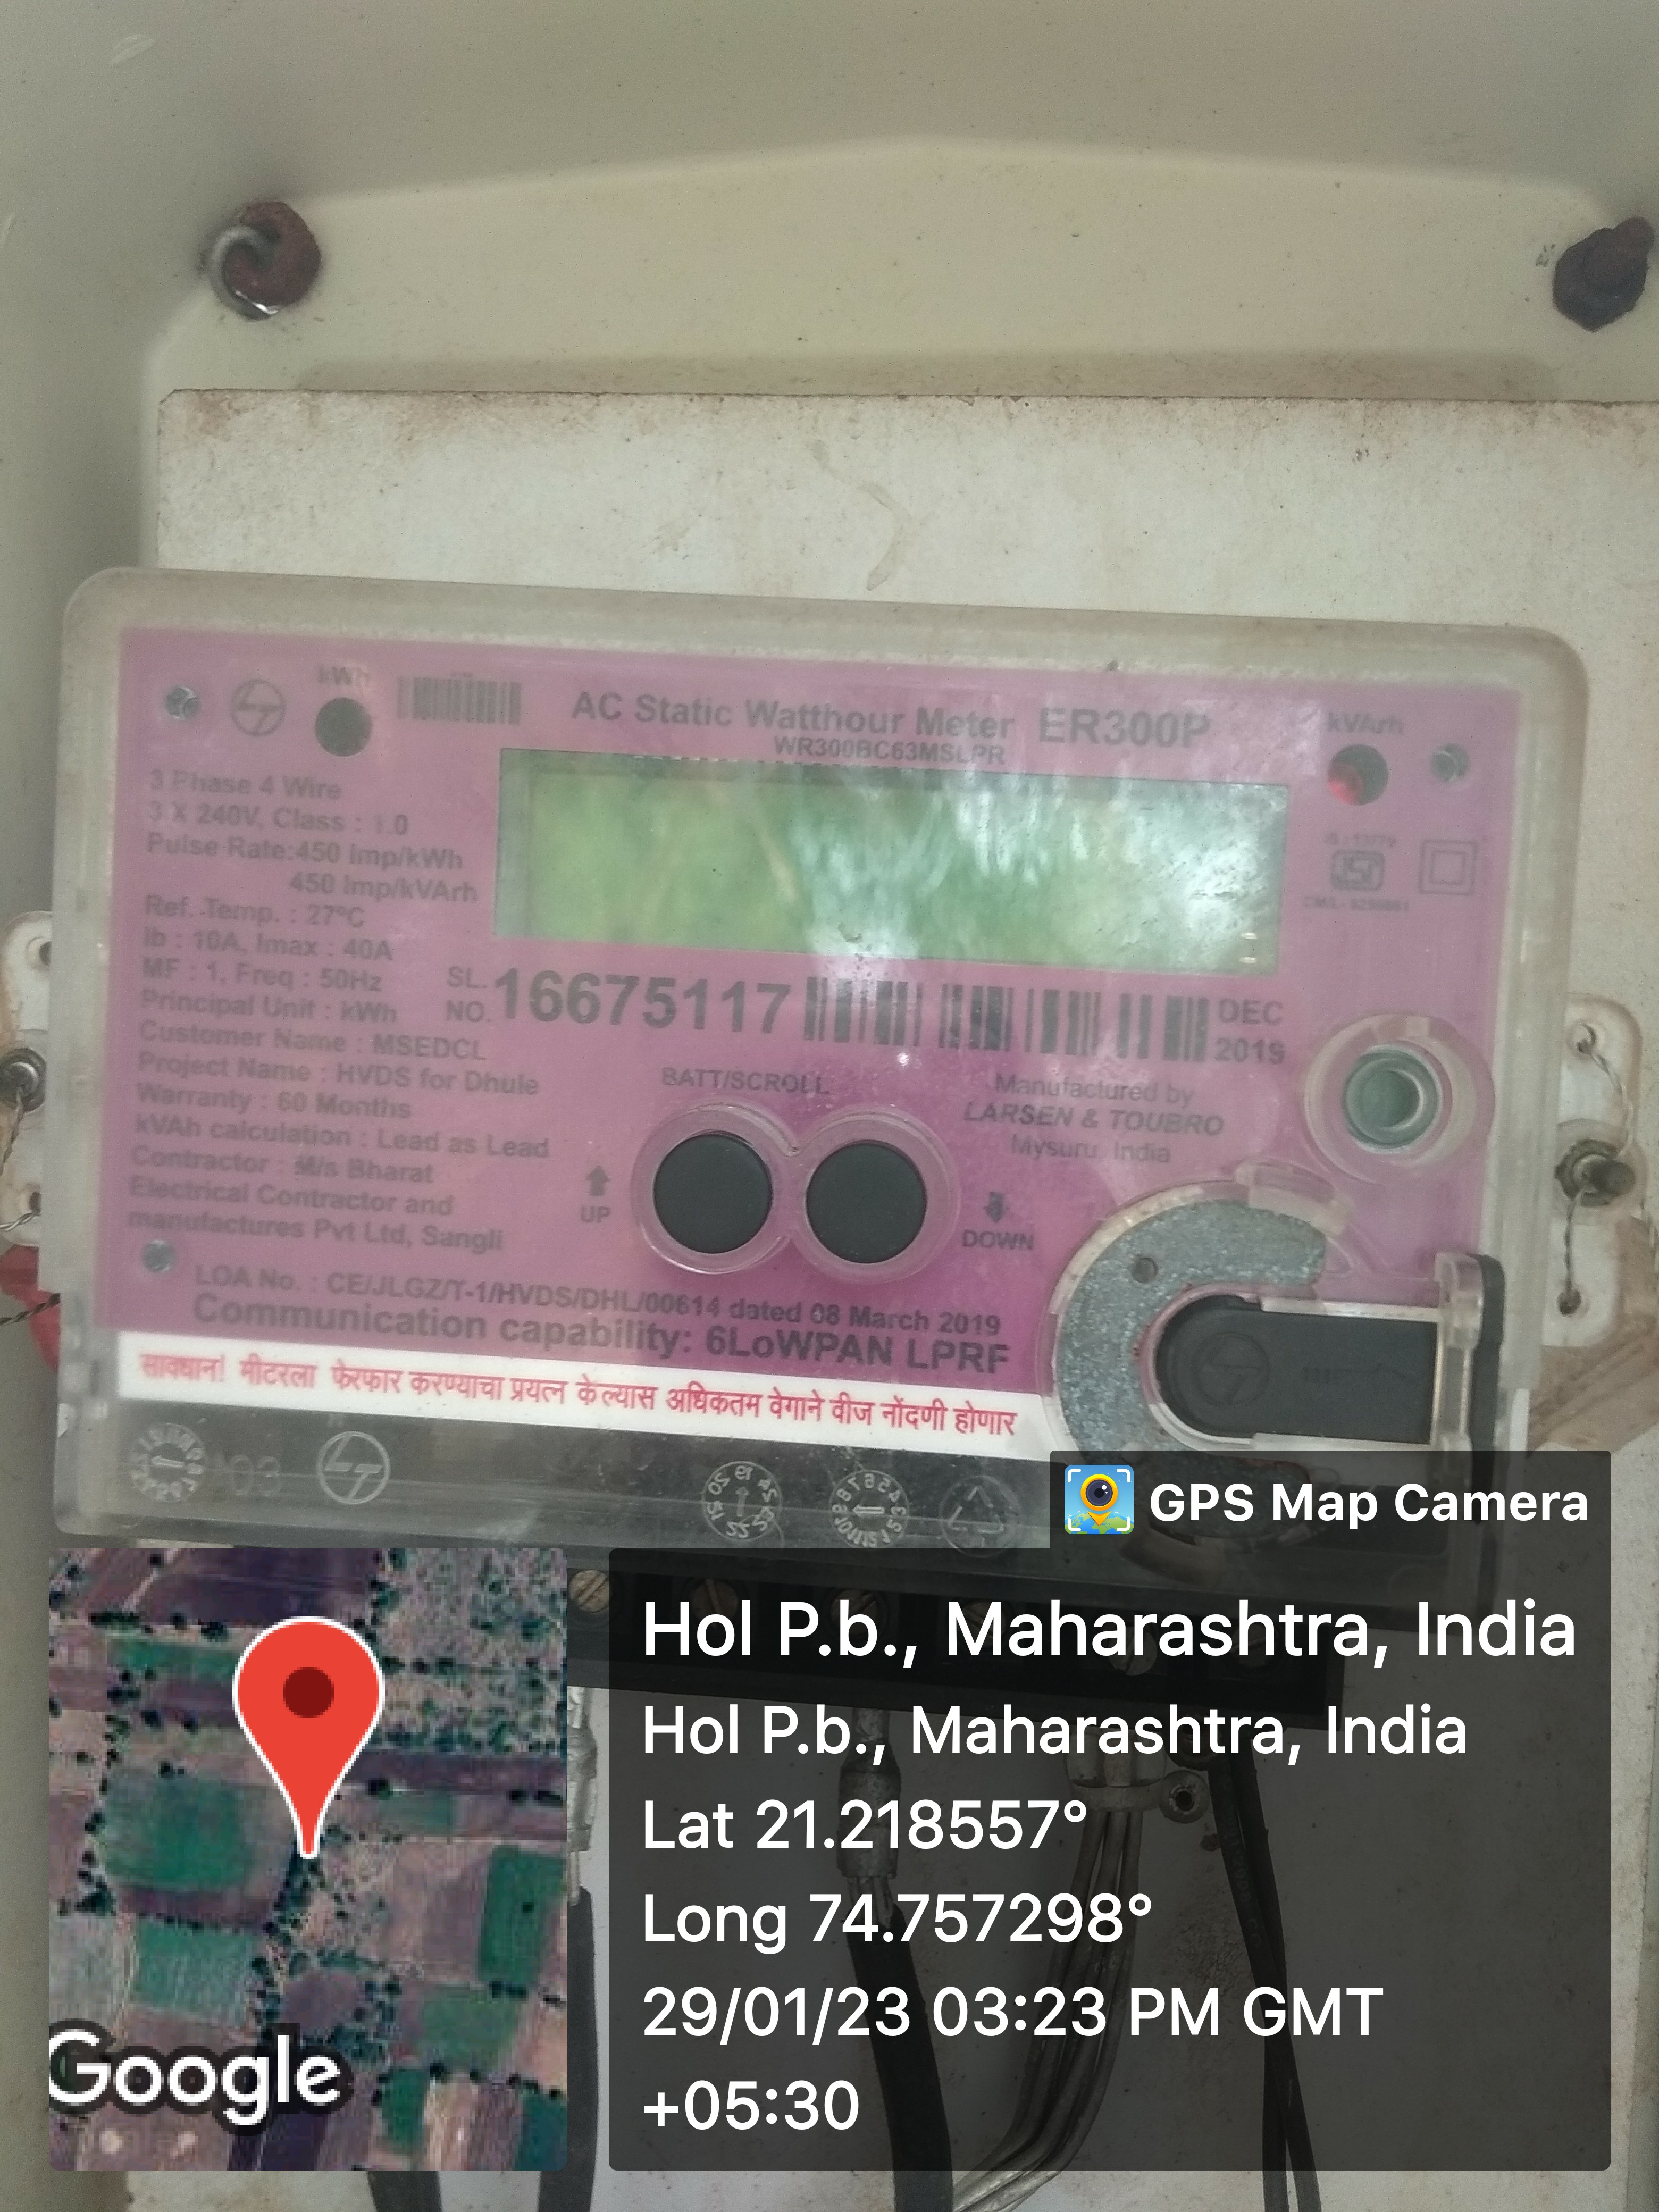 kWh
AC Static Watthour Meter ER300P
WR300BC63MSLPR
kVArh
3 Phase 4 Wire
3 X 240V, Class : 1.0
Pulse Rate:450 Imp/kWh
450 Imp/kVArh
Ref. Temp. : 27°C
Ib : 10A, Imax : 40A
MF : 1, Freq : 50Hz
Principal Unit : kWh
Customer Name : MSEDCL
Project Name : HVDS for Dhule
Warranty : 60 Months
kVAh calculation : Lead as Lead
Contractor : M/s Bharat
Electrical Contractor and
manufactures Pvt Ltd, Sangli
SL. NO. 16675117
DEC
2019
BATT/SCROLL
UP
DOWN
Manufactured by
LARSEN & TOUBRO
Mysuru, India
LOA No. : CE/JLGZ/T-1/HVDS/DHL/00614 dated 08 March 2019
Communication capability: 6LoWPAN LPRF
सावधान! मीटरला फेरफार करण्याचा प्रयत्न केल्यास अधिकतम वेगाने वीज नोंदणी होणार
03
GPS Map Camera
Hol P.b., Maharashtra, India
Hol P.b., Maharashtra, India
Lat 21.218557°
Long 74.757298°
29/01/23 03:23 PM GMT
+05:30
Google